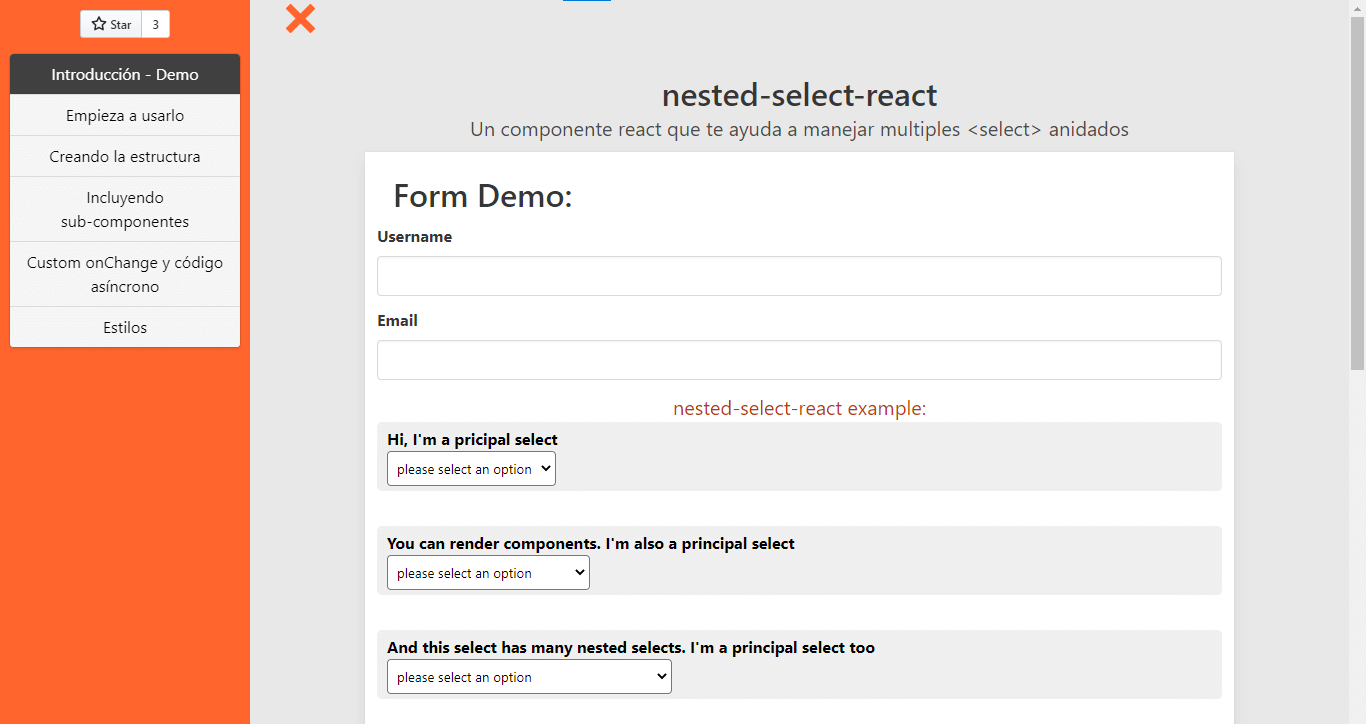 Star 3
Introducción - Demo
Empieza a usarlo
Creando la estructura
Incluyendo
sub-componentes
Custom onChange y código
asíncrono
Estilos
nested-select-react
Un componente react que te ayuda a manejar multiples <select> anidados
Form Demo:
Username
Email
nested-select-react example:
Hi, I'm a pricipal select
please select an option
You can render components. I'm also a principal select
please select an option
And this select has many nested selects. I'm a principal select too
please select an option